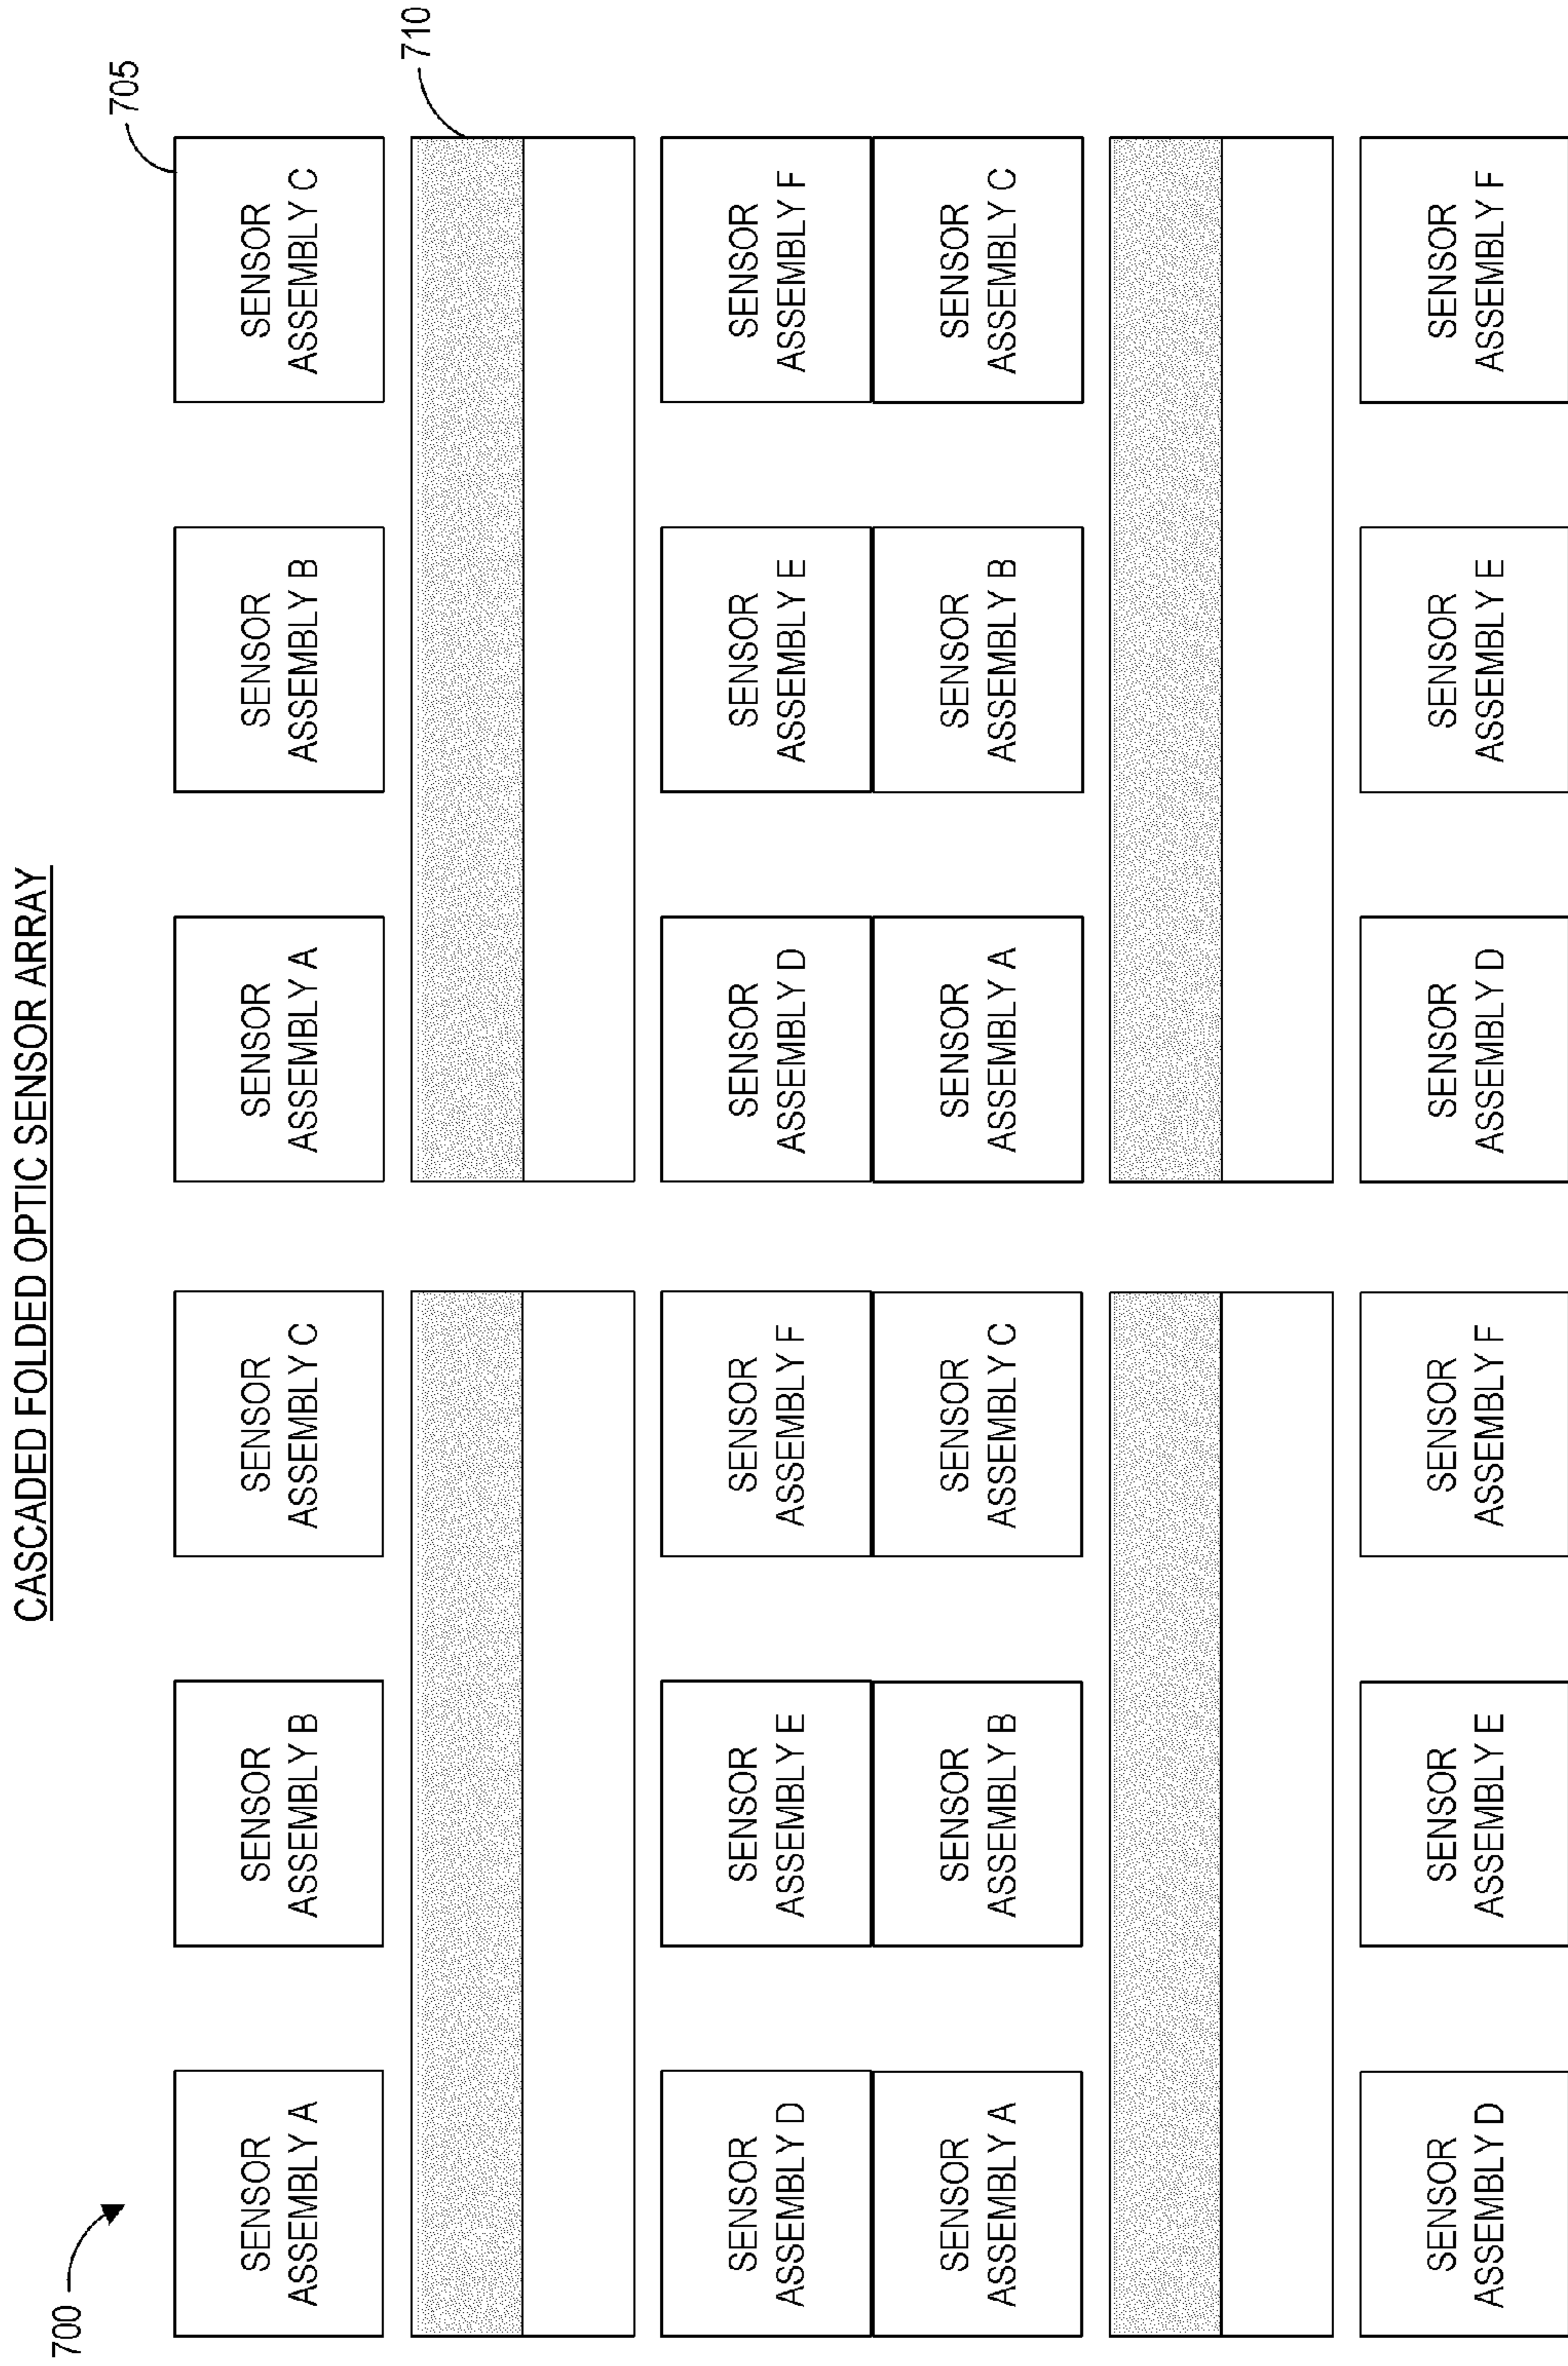 CASCADED FOLDED OPTIC SENSOR ARRAY
700
705
SENSOR
ASSEMBLY A
SENSOR
ASSEMBLY B
SENSOR
ASSEMBLY C
SENSOR
ASSEMBLY A
SENSOR
ASSEMBLY B
SENSOR
ASSEMBLY C
710
SENSOR
ASSEMBLY D
SENSOR
ASSEMBLY E
SENSOR
ASSEMBLY F
SENSOR
ASSEMBLY D
SENSOR
ASSEMBLY E
SENSOR
ASSEMBLY F
SENSOR
ASSEMBLY A
SENSOR
ASSEMBLY B
SENSOR
ASSEMBLY C
SENSOR
ASSEMBLY A
SENSOR
ASSEMBLY B
SENSOR
ASSEMBLY C
SENSOR
ASSEMBLY D
SENSOR
ASSEMBLY E
SENSOR
ASSEMBLY F
SENSOR
ASSEMBLY D
SENSOR
ASSEMBLY E
SENSOR
ASSEMBLY F